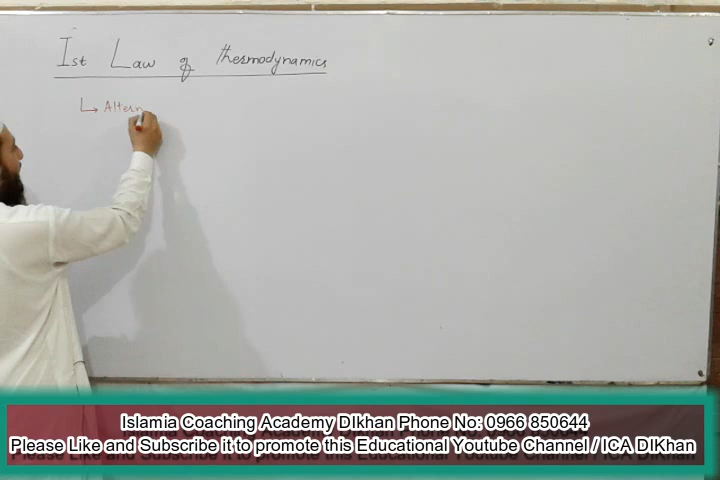 Ist Law of thermodynamics
↳ Altern
Islamia Coaching Academy DIkhan Phone No: 0966 850644
Please Like and Subscribe it to promote this Educational Youtube Channel / ICA DIKhan